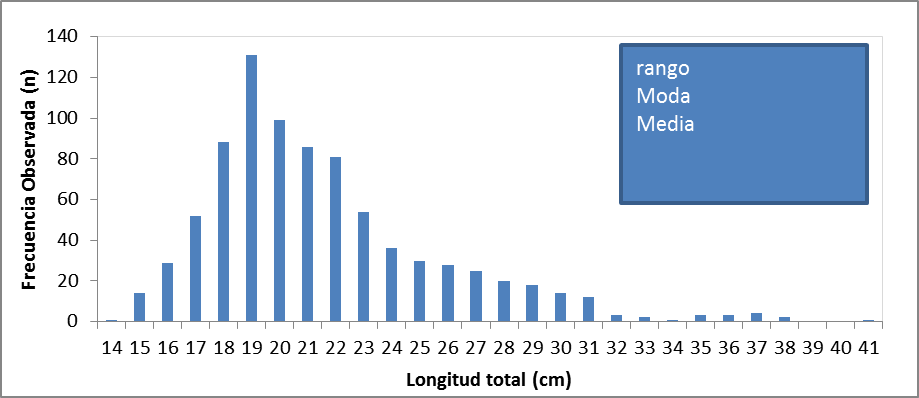 140
120
100
80
60
40
20
0
Frecuencia Observada (n)
rango
Moda
Media
14 15 16 17 18 19 20 21 22 23 24 25 26 27 28 29 30 31 32 33 34 35 36 37 38 39 40 41
Longitud total (cm)